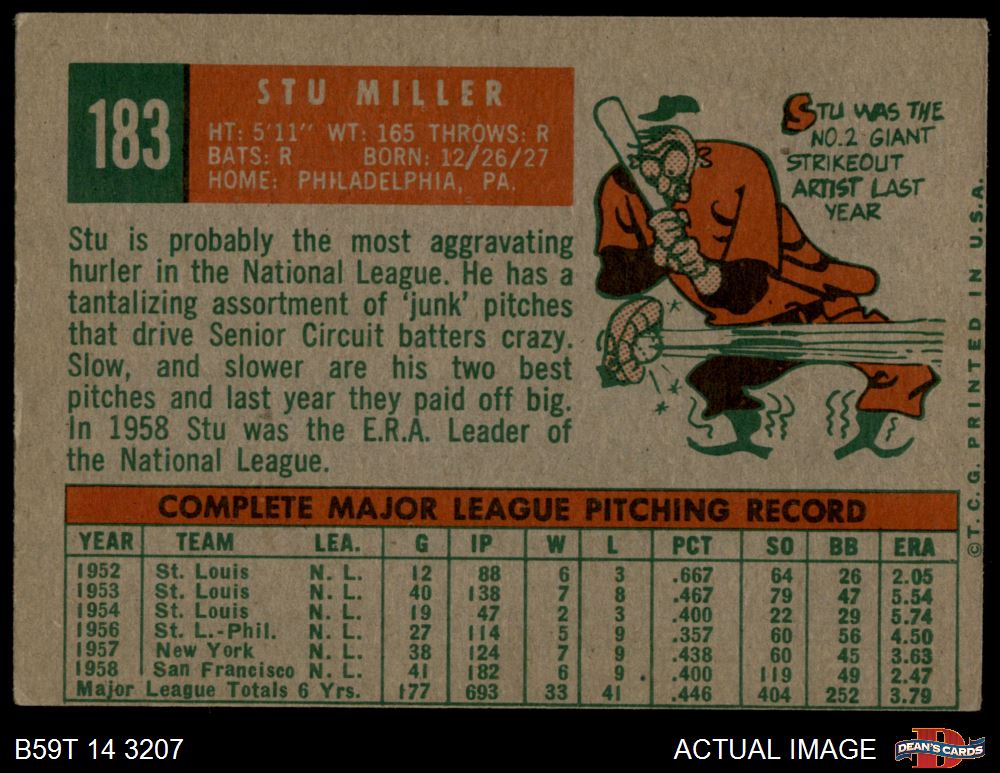 183
STU MILLER
HT: 5'11" WT: 165 THROWS: R
BATS: R BORN: 12/26/27
HOME: PHILADELPHIA, PA.
STU WAS THE
NO. 2 GIANT
STRIKEOUT
ARTIST LAST
YEAR
Stu is probably the most aggravating
hurler in the National League. He has a
tantalizing assortment of 'junk' pitches
that drive Senior Circuit batters crazy.
Slow, and slower are his two best
pitches and last year they paid off big.
In 1958 Stu was the E.R.A. Leader of
the National League.
COMPLETE MAJOR LEAGUE PITCHING RECORD
YEAR TEAM LEA. G IP W L PCT SO BB ERA
1952 St. Louis N. L. 12 88 6 3 .667 64 26 2.05
1953 St. Louis N. L. 40 138 7 8 .467 79 47 5.54
1954 St. Louis N. L. 19 47 2 3 .400 22 29 5.74
1956 St. L.-Phil. N. L. 27 114 5 9 .357 60 56 4.50
1957 New York N. L. 38 124 7 9 .438 60 45 3.63
1958 San Francisco N. L. 41 182 6 9 .400 119 49 2.47
Major League Totals 6 Yrs. 177 693 33 41 .446 404 252 3.79
© T. C. G. PRINTED IN U.S.A.
B59T 14 3207
ACTUAL IMAGE
D
DEAN'S CARDS